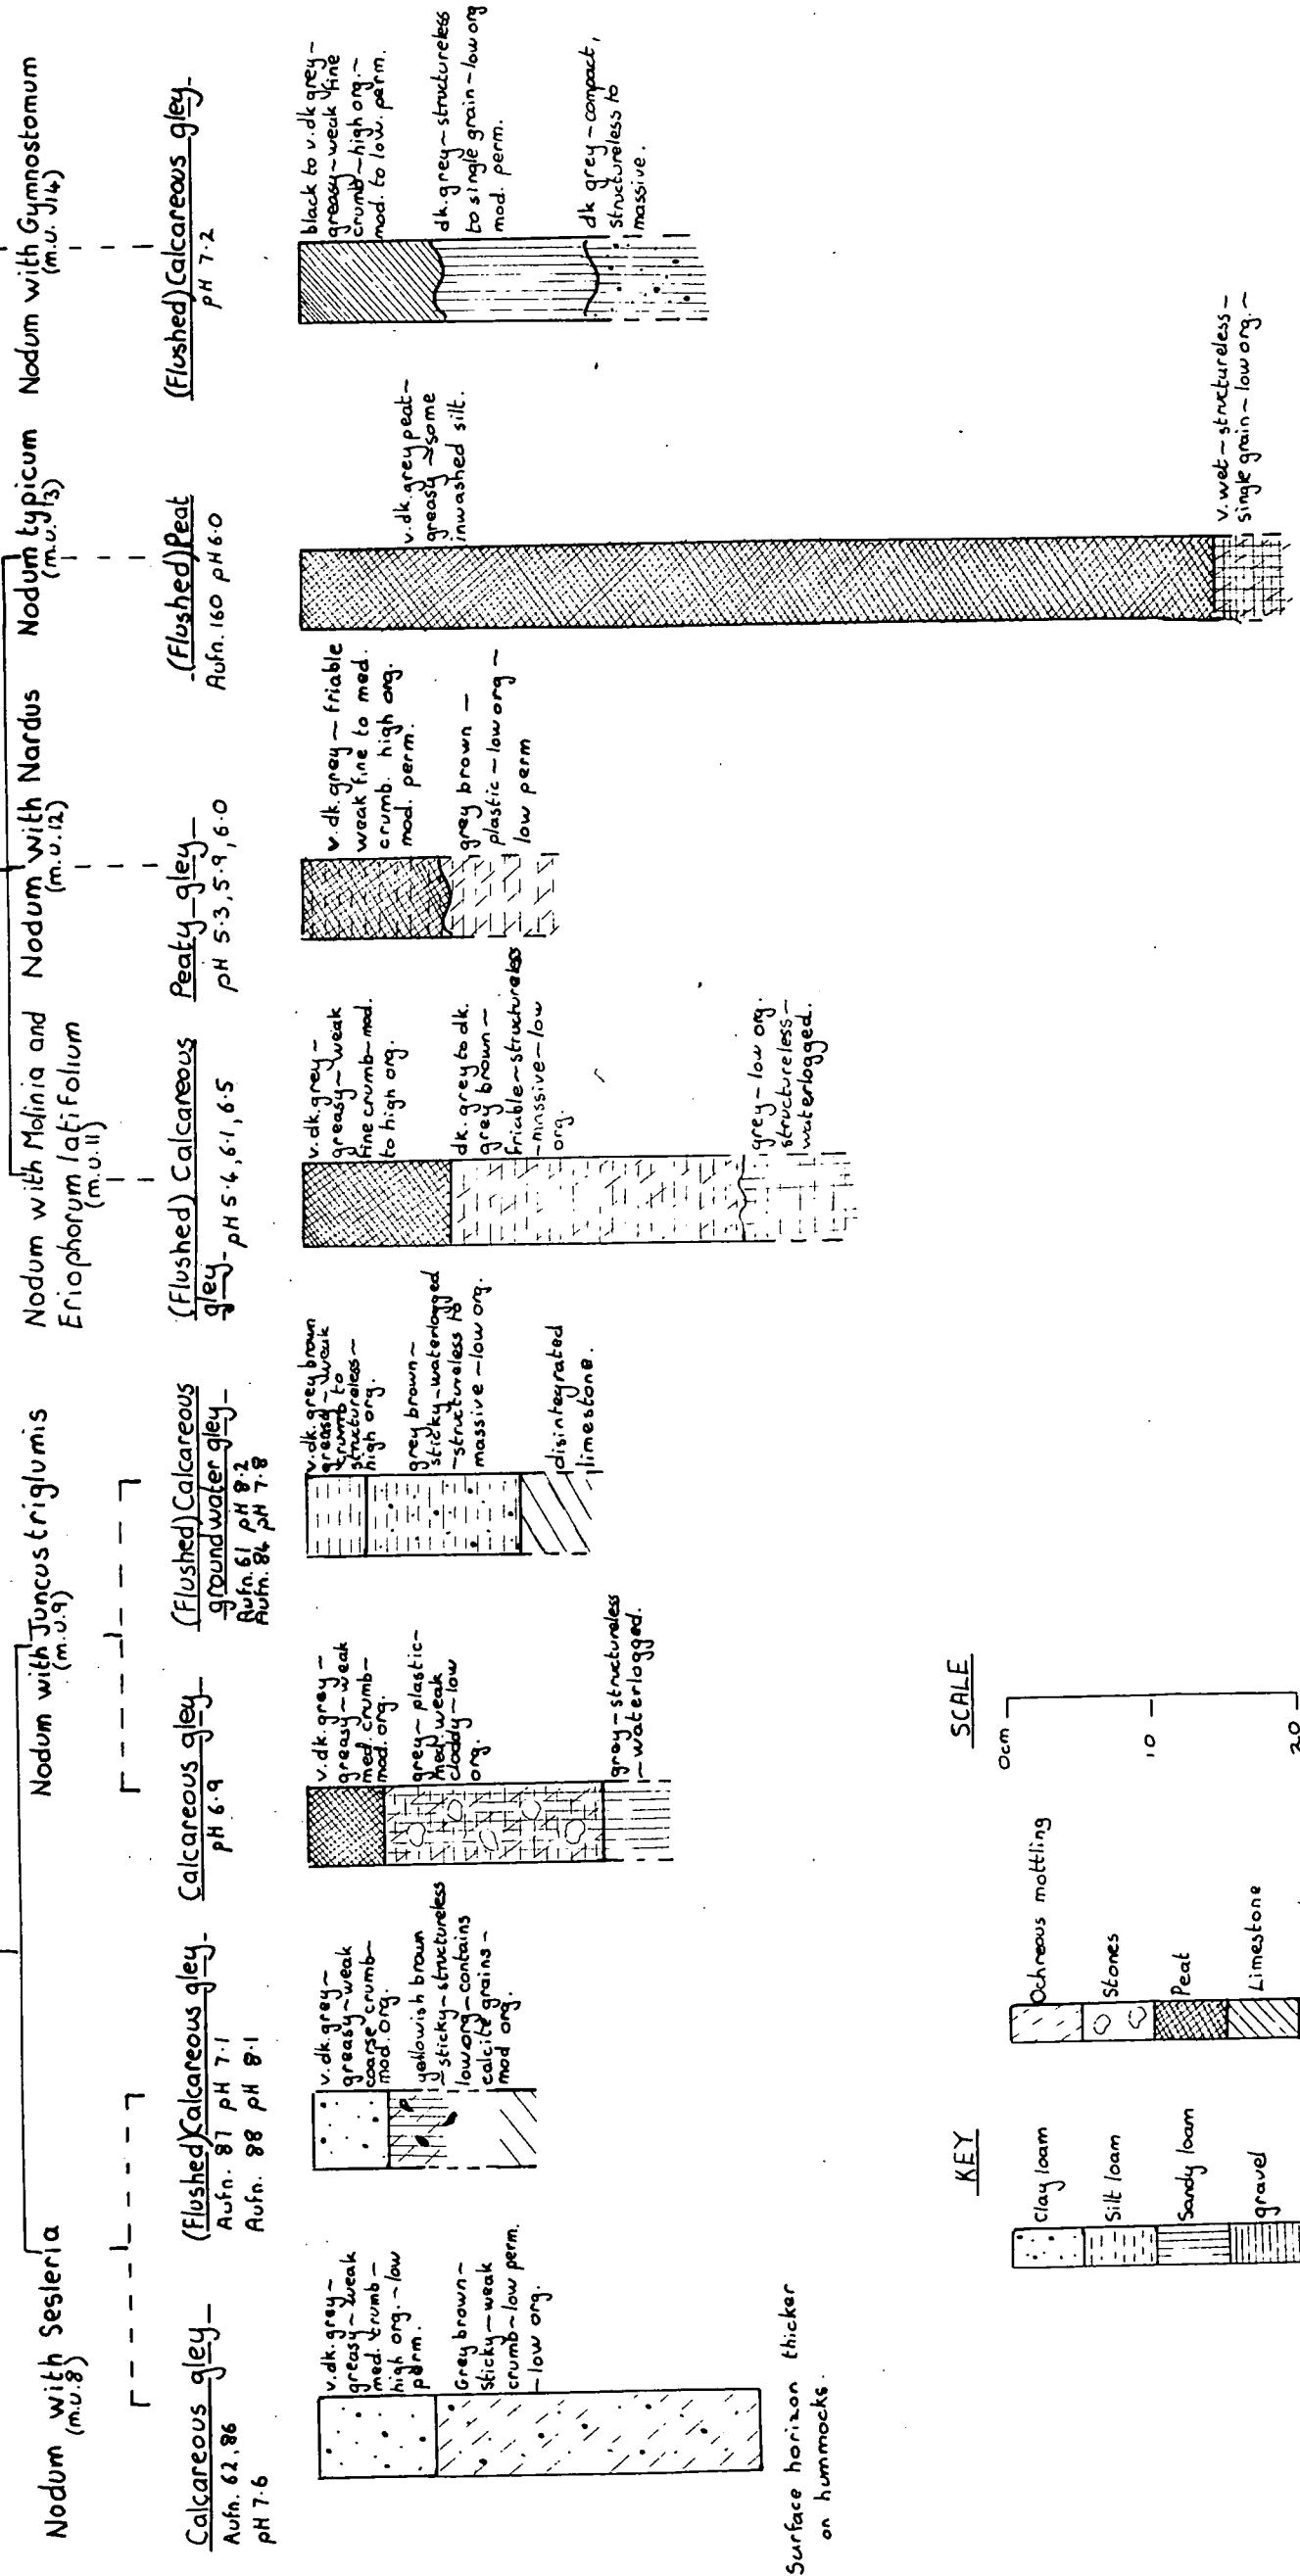 Nodum with Sesleria
(m.u.8)
Nodum with Juncus triglumis
(m.u.9)
Nodum with Molinia and
Eriophorum latifolium
(m.u.11)
Nodum with Nardus
(m.u.12)
Nodum typicum
(m.u.13)
Nodum with Gymnostomum
(m.u. J14)
Calcareous gley
Aufn. 62, 86
pH 7.6
v.dk.grey~
greasy~weak
med. crumb~
high org.~low
perm.
Grey brown~
sticky~weak
crumb~low perm.
~low org.
Surface horizon thicker
on hummocks.
(Flushed) Calcareous gley
Aufn. 87 pH 7.1
Aufn. 88 pH 8.1
v.dk.grey~
greasy~weak
coarse crumb~
mod. org.
yellowish brown
~sticky~structureless
low org~contains
calcite grains~
mod org.
Calcareous gley
pH 6.9
v.dk.grey~
greasy~weak
med. crumb~
mod. org.
grey~plastic~
med. weak
cloddy~low
org.
grey~structureless
~waterlogged.
(Flushed) Calcareous
groundwater gley
Aufn. 61 pH 8.2
Aufn. 84 pH 7.8
v.dk.grey brown
greasy~weak
crumb to
structureless~
high org.
grey brown~
sticky~waterlogged
~structureless to
massive~low org.
disintegrated
limestone.
(Flushed) Calcareous
gley pH 5.4, 6.1, 6.5
v.dk.grey~
greasy~weak
fine crumb~mod.
to high org.
dk.grey to dk.
grey brown~
friable~structureless
~massive~low
org.
grey~low org.
structureless~
waterlogged.
Peaty gley
pH 5.3, 5.9, 6.0
v.dk.grey~friable
weak fine to med.
crumb. high org.
mod. perm.
grey brown~
plastic~low org~
low perm
(Flushed) Peat
Aufn. 160 pH 6.0
v.dk.grey peat~
greasy~some
inwashed silt.
v.wet~structureless~
single grain~low org.~
(Flushed) Calcareous gley
pH 7.2
black to v.dk grey~
greasy~weak fine
crumb~high org.~
mod. to low. perm.
dk.grey~structureless
to single grain~low org
mod. perm.
dk grey~compact,
structureless to
massive.
KEY
Clay loam
Silt loam
Sandy loam
gravel
Ochreous mottling
Stones
Peat
Limestone
SCALE
0cm
10
20